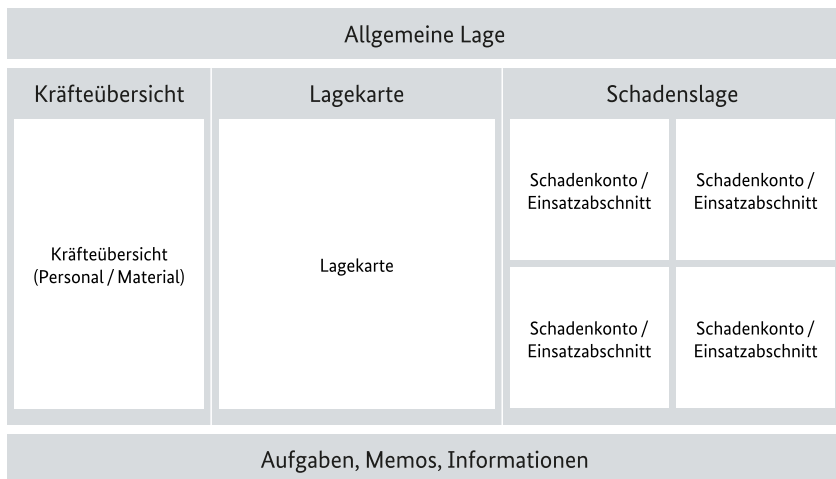 Allgemeine Lage
Kräfteübersicht
Lagekarte
Schadenslage
Kräfteübersicht
(Personal / Material)
Lagekarte
Schadenkonto /
Einsatzabschnitt
Schadenkonto /
Einsatzabschnitt
Schadenkonto /
Einsatzabschnitt
Schadenkonto /
Einsatzabschnitt
Aufgaben, Memos, Informationen